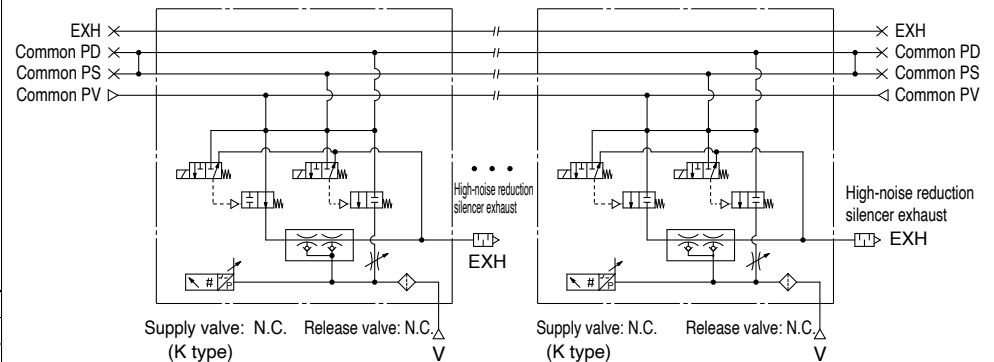 EXH
Common PD
Common PS
Common PV
EXH
Common PD
Common PS
Common PV
High-noise reduction
silencer exhaust
EXH
High-noise reduction
silencer exhaust
EXH
# P
# P
Supply valve: N.C. Release valve: N.C.
(K type)
V
Supply valve: N.C. Release valve: N.C.
(K type)
V